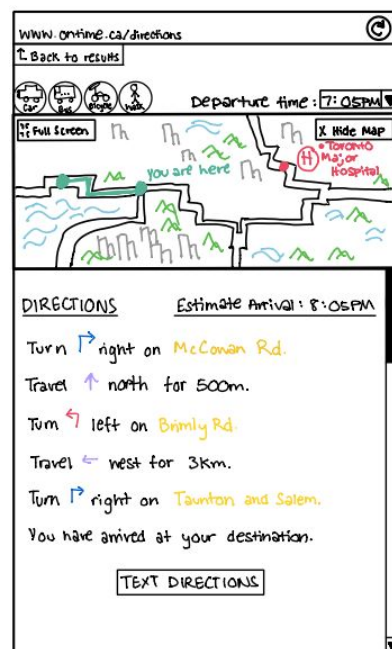 www.ontime.ca/directions
Back to results
Car Bus Bicycle Walk
Departure time: 7:05PM
Full Screen
X Hide Map
H
Toronto
Major
Hospital
You are here
DIRECTIONS
Estimate Arrival: 8:05PM
Turn right on McCowan Rd.
Travel north for 500m.
Turn left on Brimly Rd.
Travel west for 3km.
Turn right on Taunton and Salem.
You have arrived at your destination.
TEXT DIRECTIONS